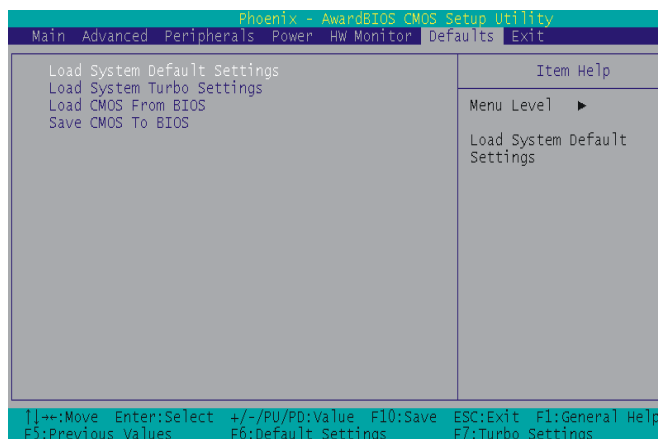 Phoenix - AwardBIOS CMOS Setup Utility
Main Advanced Peripherals Power HW Monitor Defaults Exit
Load System Default Settings
Load System Turbo Settings
Load CMOS From BIOS
Save CMOS To BIOS
Item Help
Menu Level ►
Load System Default
Settings
↑↓→←:Move Enter:Select +/-/PU/PD:Value F10:Save ESC:Exit F1:General Help
F5:Previous Values F6:Default Settings F7:Turbo Settings